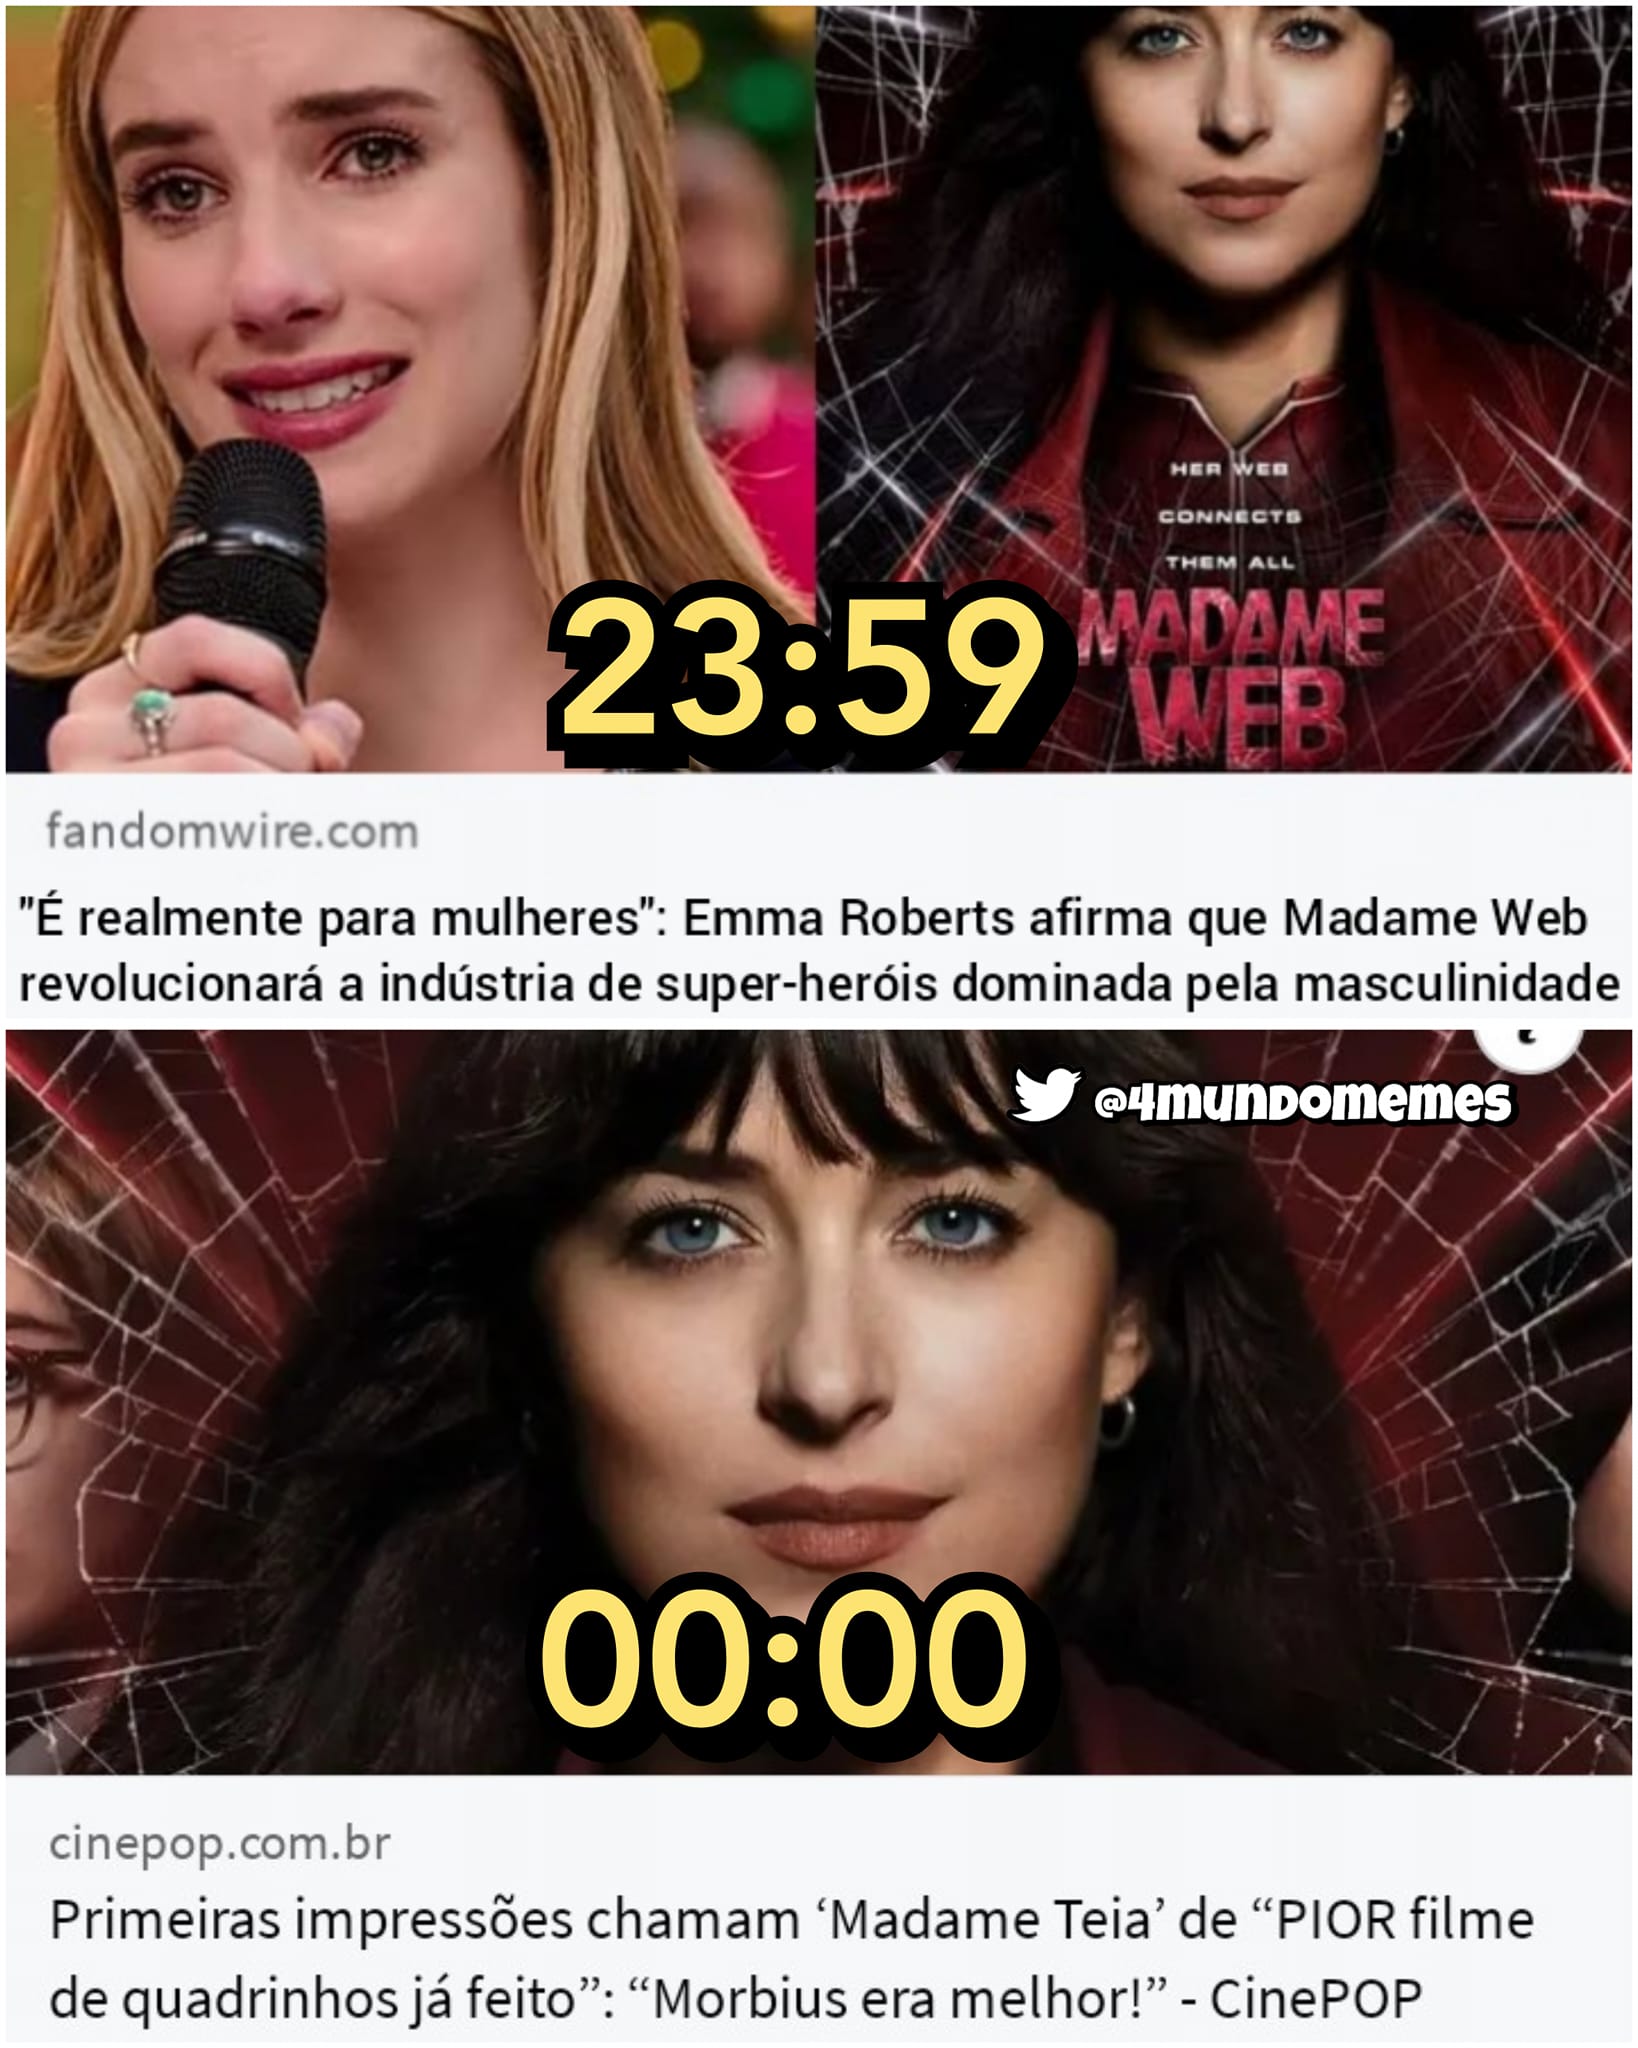 HER WEB
CONNECTS
THEM ALL
MADAME
WEB
23:59
fandomwire.com
"É realmente para mulheres": Emma Roberts afirma que Madame Web
revolucionará a indústria de super-heróis dominada pela masculinidade
@4mundomemes
00:00
cinepop.com.br
Primeiras impressões chamam ‘Madame Teia’ de “PIOR filme
de quadrinhos já feito”: “Morbius era melhor!” - CinePOP